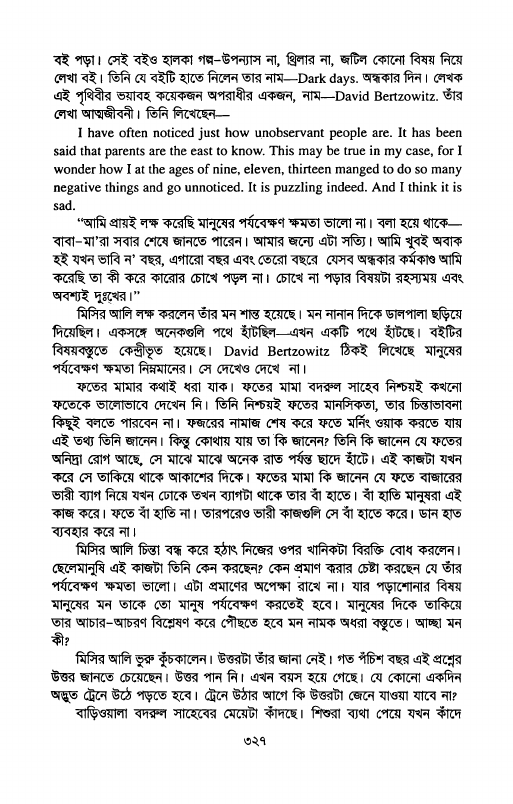 বই পড়া। সেই বইও হালকা গল্প-উপন্যাস না, থ্রিলার না, জটিল কোনো বিষয় নিয়ে
লেখা বই। তিনি যে বইটি হাতে নিলেন তার নাম—Dark days. অন্ধকার দিন। লেখক
এই পৃথিবীর ভয়াবহ কয়েকজন অপরাধীর একজন, নাম—David Bertzowitz. তাঁর
লেখা আত্মজীবনী। তিনি লিখেছেন—
I have often noticed just how unobservant people are. It has been
said that parents are the east to know. This may be true in my case, for I
wonder how I at the ages of nine, eleven, thirteen manged to do so many
negative things and go unnoticed. It is puzzling indeed. And I think it is
sad.
“আমি প্রায়ই লক্ষ করেছি মানুষের পর্যবেক্ষণ ক্ষমতা ভালো না। বলা হয়ে থাকে—
বাবা-মা'রা সবার শেষে জানতে পারেন। আমার জন্যে এটা সত্যি। আমি খুবই অবাক
হই যখন ভাবি ন' বছর, এগারো বছর এবং তেরো বছরে যেসব অন্ধকার কর্মকাণ্ড আমি
করেছি তা কী করে কারোর চোখে পড়ল না। চোখে না পড়ার বিষয়টা রহস্যময় এবং
অবশ্যই দুঃখের।”
মিসির আলি লক্ষ করলেন তাঁর মন শান্ত হয়েছে। মন নানান দিকে ডালপালা ছড়িয়ে
দিয়েছিল। একসঙ্গে অনেকগুলি পথে হাঁটছিল—এখন একটি পথে হাঁটছে। বইটির
বিষয়বস্তুতে কেন্দ্রীভূত হয়েছে। David Bertzowitz ঠিকই লিখেছে মানুষের
পর্যবেক্ষণ ক্ষমতা নিম্নমানের। সে দেখেও দেখে না।
ফতের মামার কথাই ধরা যাক। ফতের মামা বদরুল সাহেব নিশ্চয়ই কখনো
ফতেকে ভালোভাবে দেখেন নি। তিনি নিশ্চয়ই ফতের মানসিকতা, তার চিন্তাভাবনা
কিছুই বলতে পারবেন না। ফজরের নামাজ শেষ করে ফতে মর্নিং ওয়াক করতে যায়
এই তথ্য তিনি জানেন। কিন্তু কোথায় যায় তা কি জানেন? তিনি কি জানেন যে ফতের
অনিদ্রা রোগ আছে, সে মাঝে মাঝে অনেক রাত পর্যন্ত ছাদে হাঁটে। এই কাজটা যখন
করে সে তাকিয়ে থাকে আকাশের দিকে। ফতের মামা কি জানেন যে ফতে বাজারের
ভারী ব্যাগ নিয়ে যখন ঢোকে তখন ব্যাগটা থাকে তার বাঁ হাতে। বাঁ হাতি মানুষরা এই
কাজ করে। ফতে বাঁ হাতি না। তারপরেও ভারী কাজগুলি সে বাঁ হাতে করে। ডান হাত
ব্যবহার করে না।
মিসির আলি চিন্তা বন্ধ করে হঠাৎ নিজের ওপর খানিকটা বিরক্তি বোধ করলেন।
ছেলেমানুষি এই কাজটা তিনি কেন করছেন? কেন প্রমাণ করার চেষ্টা করছেন যে তাঁর
পর্যবেক্ষণ ক্ষমতা ভালো। এটা প্রমাণের অপেক্ষা রাখে না। যার পড়াশোনার বিষয়
মানুষের মন তাকে তো মানুষ পর্যবেক্ষণ করতেই হবে। মানুষের দিকে তাকিয়ে
তার আচার-আচরণ বিশ্লেষণ করে পৌঁছতে হবে মন নামক অধরা বস্তুতে। আচ্ছা মন
কী?
মিসির আলি ভুরু কুঁচকালেন। উত্তরটা তাঁর জানা নেই। গত পঁচিশ বছর এই প্রশ্নের
উত্তর জানতে চেয়েছেন। উত্তর পান নি। এখন বয়স হয়ে গেছে। যে কোনো একদিন
অদ্ভুত ট্রেনে উঠে পড়তে হবে। ট্রেনে উঠার আগে কি উত্তরটা জেনে যাওয়া যাবে না?
বাড়িওয়ালা বদরুল সাহেবের মেয়েটা কাঁদছে। শিশুরা ব্যথা পেয়ে যখন কাঁদে
৩২৭